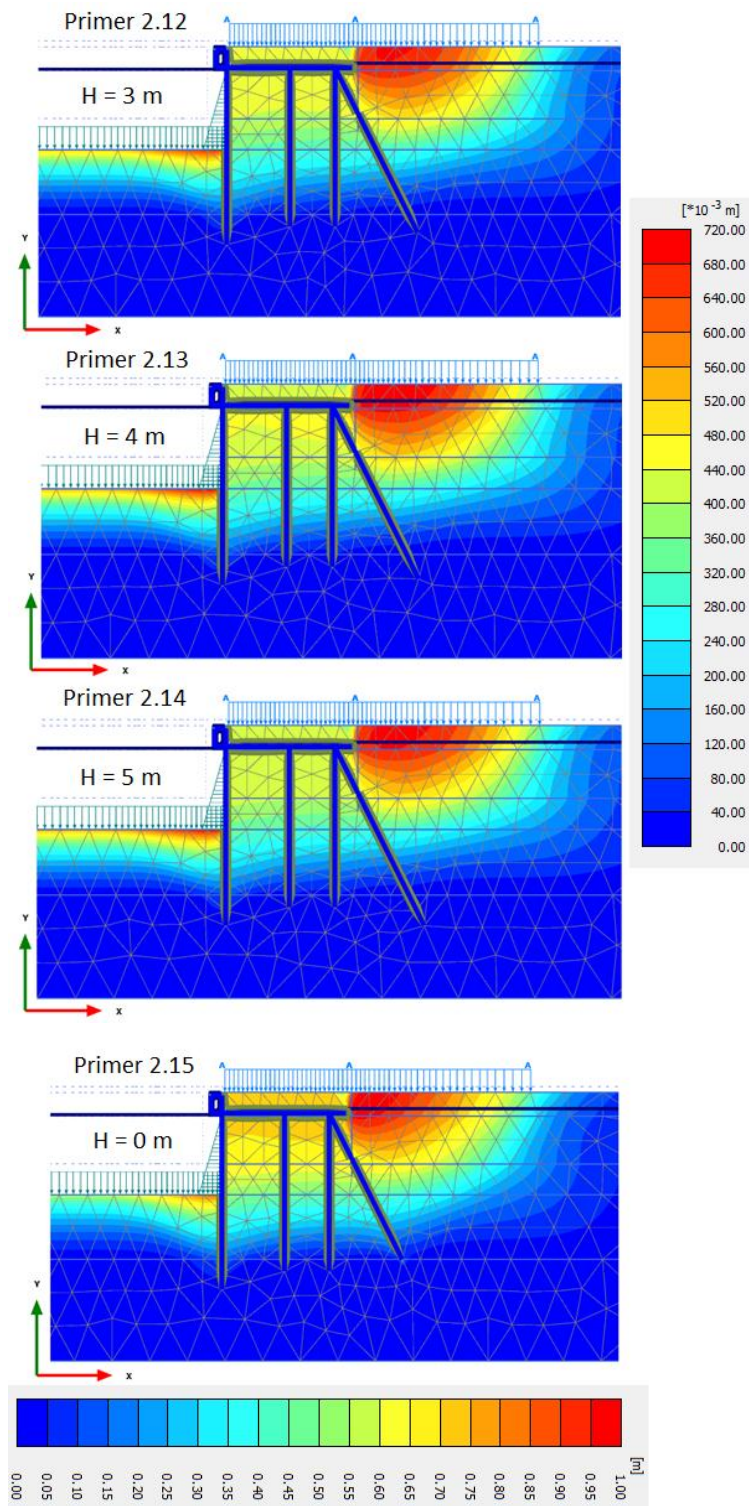 Primer 2.12
A A A
H = 3 m
Y
x
Primer 2.13
A A A
H = 4 m
Y
x
Primer 2.14
A A A
H = 5 m
Y
x
Primer 2.15
A A A
H = 0 m
Y
x
[*10⁻³ m]
720.00
680.00
640.00
600.00
560.00
520.00
480.00
440.00
360.00
320.00
280.00
240.00
200.00
160.00
120.00
80.00
40.00
0.00
0.00
0.05
0.10
0.15
0.20
0.25
0.30
0.35
0.40
0.45
0.50
0.55
0.60
0.65
0.70
0.75
0.80
0.85
0.90
0.95
1.00
[m]